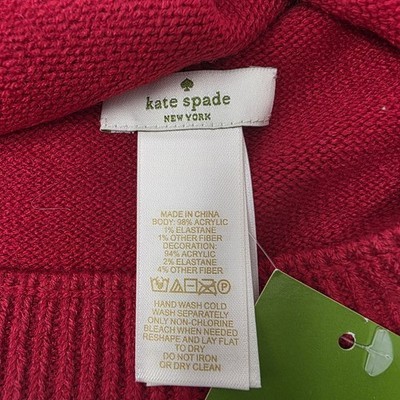 kate spade
NEW YORK
MADE IN CHINA
BODY: 98% ACRYLIC
1% ELASTANE
1% OTHER FIBER
DECORATION:
94% ACRYLIC
2% ELASTANE
4% OTHER FIBER
HAND WASH COLD
WASH SEPARATELY
ONLY NON-CHLORINE
BLEACH WHEN NEEDED
RESHAPE AND LAY FLAT
TO DRY
DO NOT IRON
OR DRY CLEAN